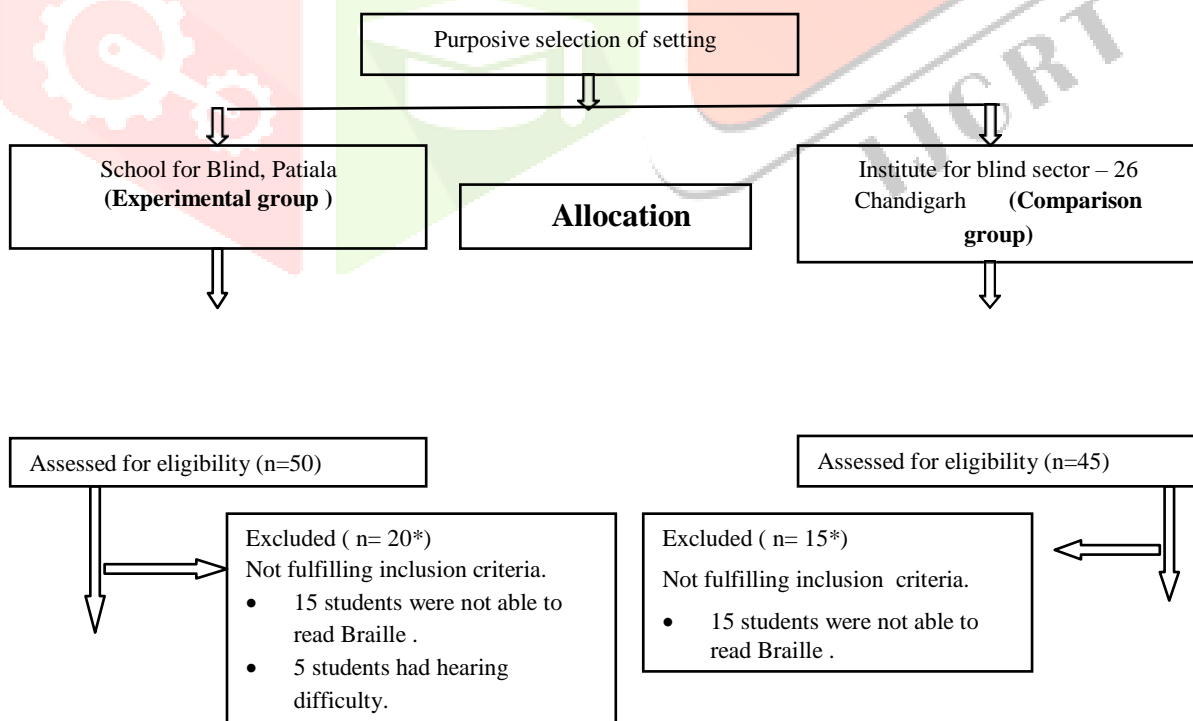 Purposive selection of setting
IJCRT
School for Blind, Patiala
(Experimental group )
Allocation
Institute for blind sector – 26
Chandigarh (Comparison
group)
Assessed for eligibility (n=50)
Assessed for eligibility (n=45)
Excluded ( n= 20*)
Not fulfilling inclusion criteria.
• 15 students were not able to
read Braille .
• 5 students had hearing
difficulty.
Excluded ( n= 15*)
Not fulfilling inclusion criteria.
• 15 students were not able to
read Braille .